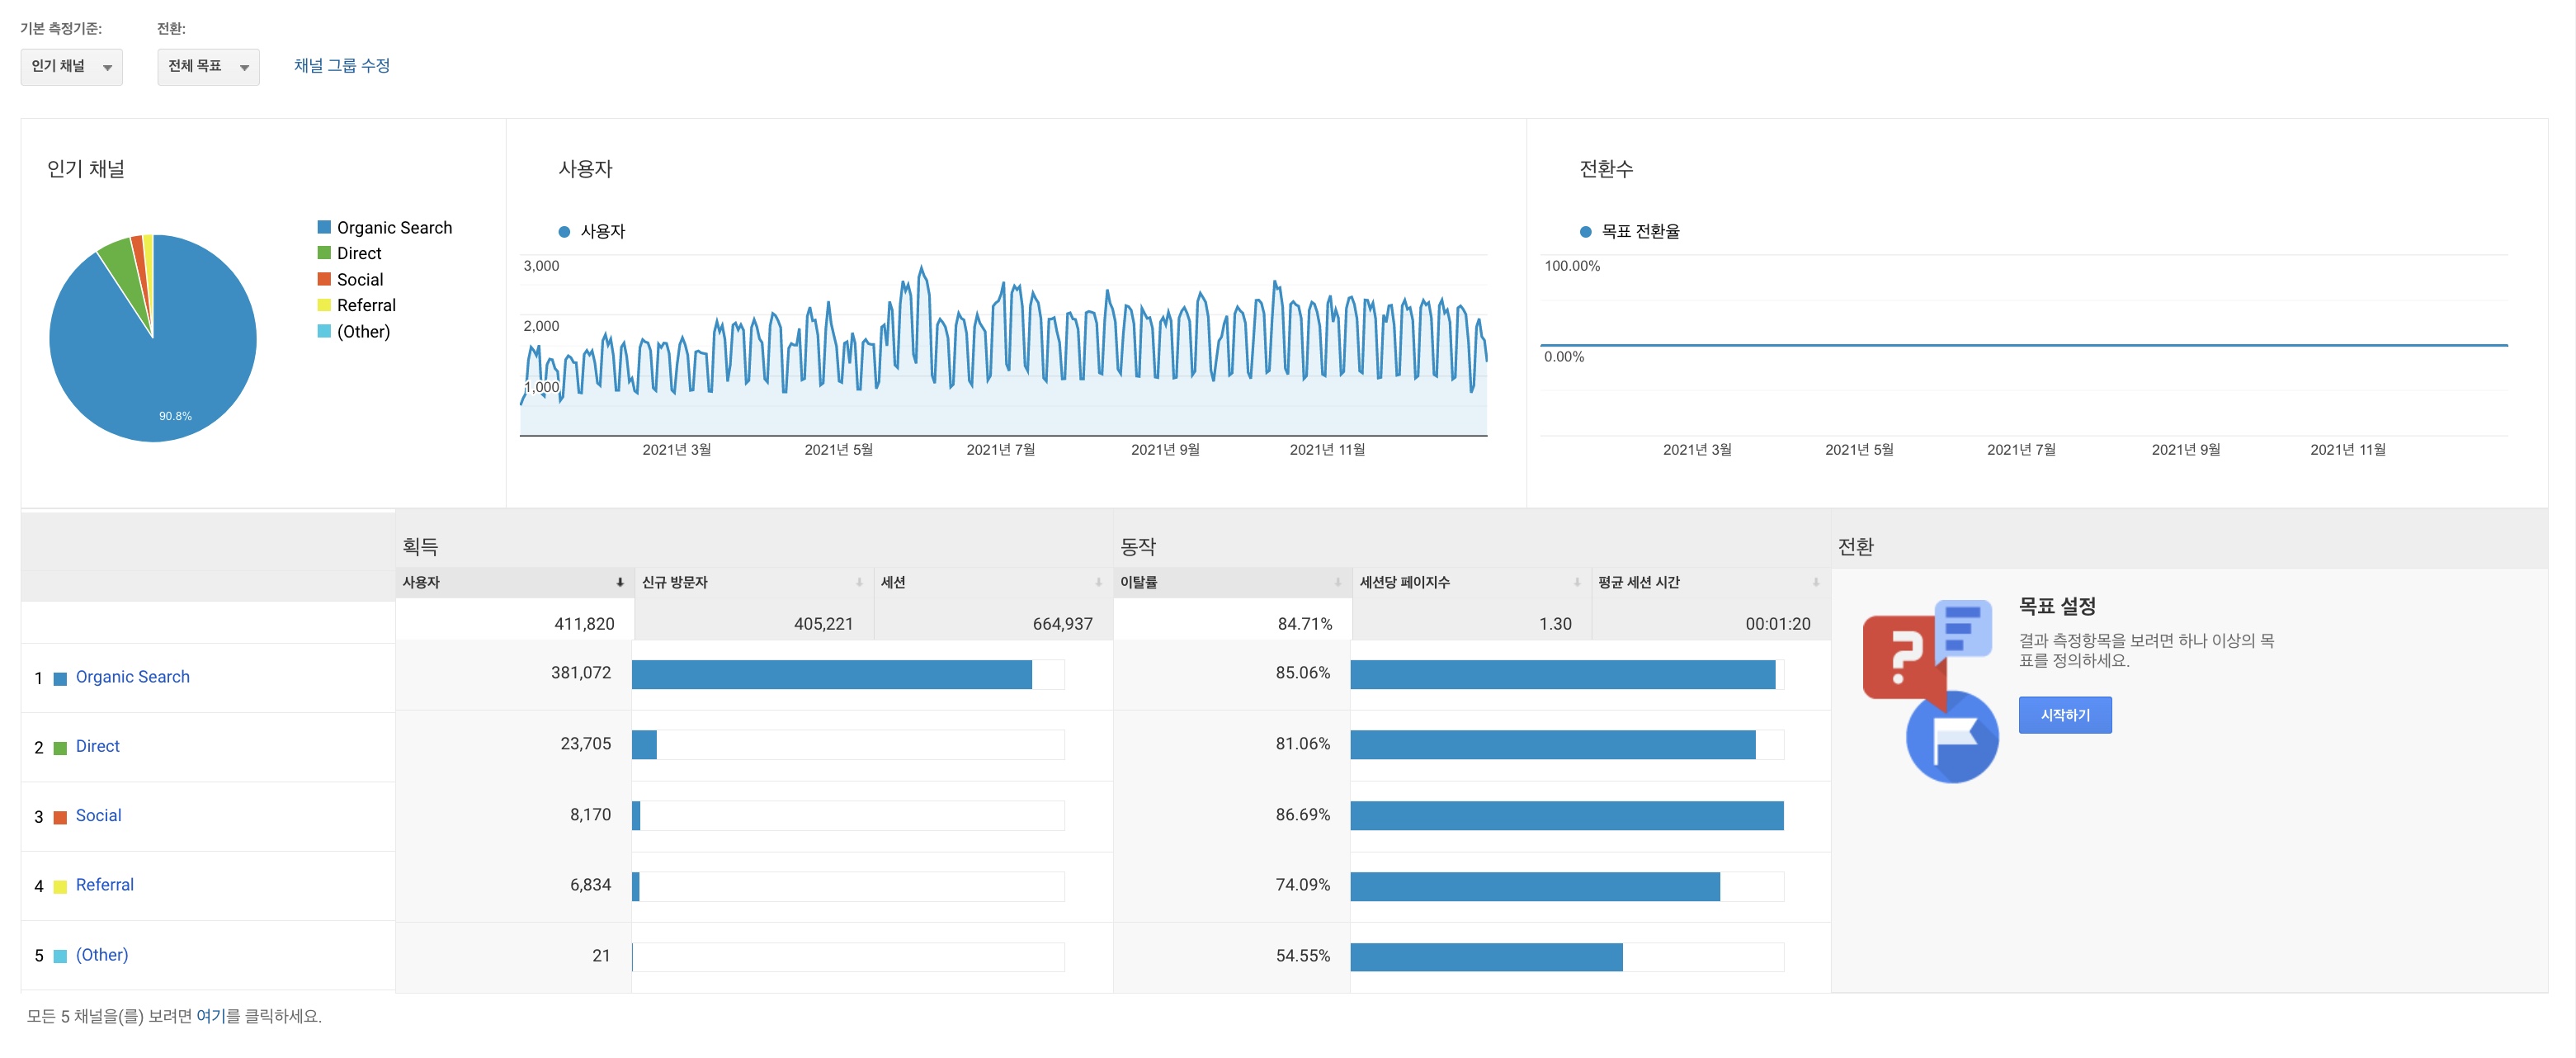 기본 측정기준:
전환:
인기 채널
전체 목표
채널 그룹 수정
인기 채널
Organic Search
Direct
Social
Referral
(Other)
90.8%
사용자
사용자
3,000
2,000
1,000
2021년 3월
2021년 5월
2021년 7월
2021년 9월
2021년 11월
전환수
목표 전환율
100.00%
0.00%
2021년 3월
2021년 5월
2021년 7월
2021년 9월
2021년 11월
획득
동작
전환
사용자
신규 방문자
세션
이탈률
세션당 페이지수
평균 세션 시간
411,820
405,221
664,937
84.71%
1.30
00:01:20
1 Organic Search
381,072
85.06%
2 Direct
23,705
81.06%
3 Social
8,170
86.69%
4 Referral
6,834
74.09%
5 (Other)
21
54.55%
목표 설정
결과 측정항목을 보려면 하나 이상의 목
표를 정의하세요.
시작하기
모든 5 채널을(를) 보려면 여기를 클릭하세요.